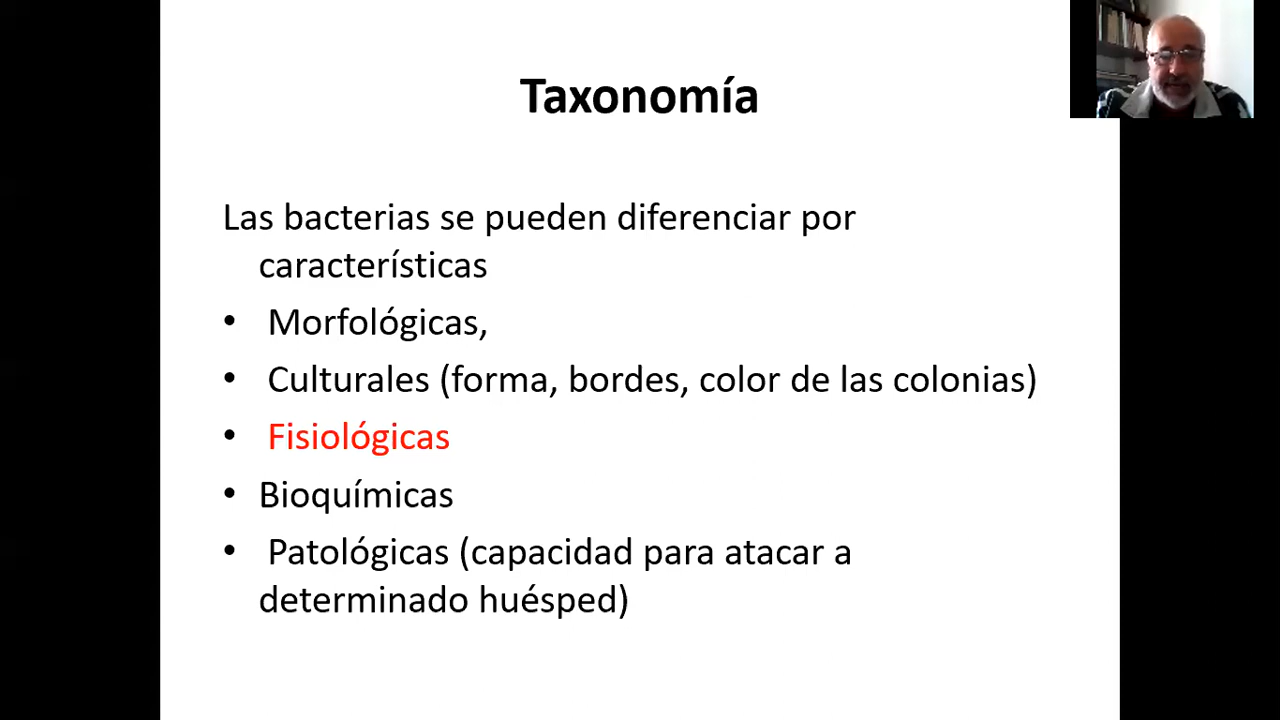 Taxonomía
Las bacterias se pueden diferenciar por
características
• Morfológicas,
• Culturales (forma, bordes, color de las colonias)
• Fisiológicas
• Bioquímicas
• Patológicas (capacidad para atacar a
determinado huésped)